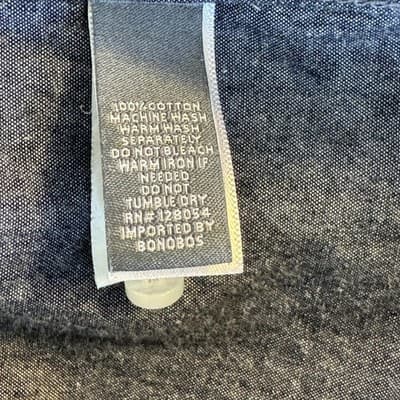 100% COTTON
MACHINE WASH
WARM WASH
SEPARATELY
DO NOT BLEACH
WARM IRON IF
NEEDED
DO NOT
TUMBLE DRY
RN# 128054
IMPORTED BY
BONOBOS